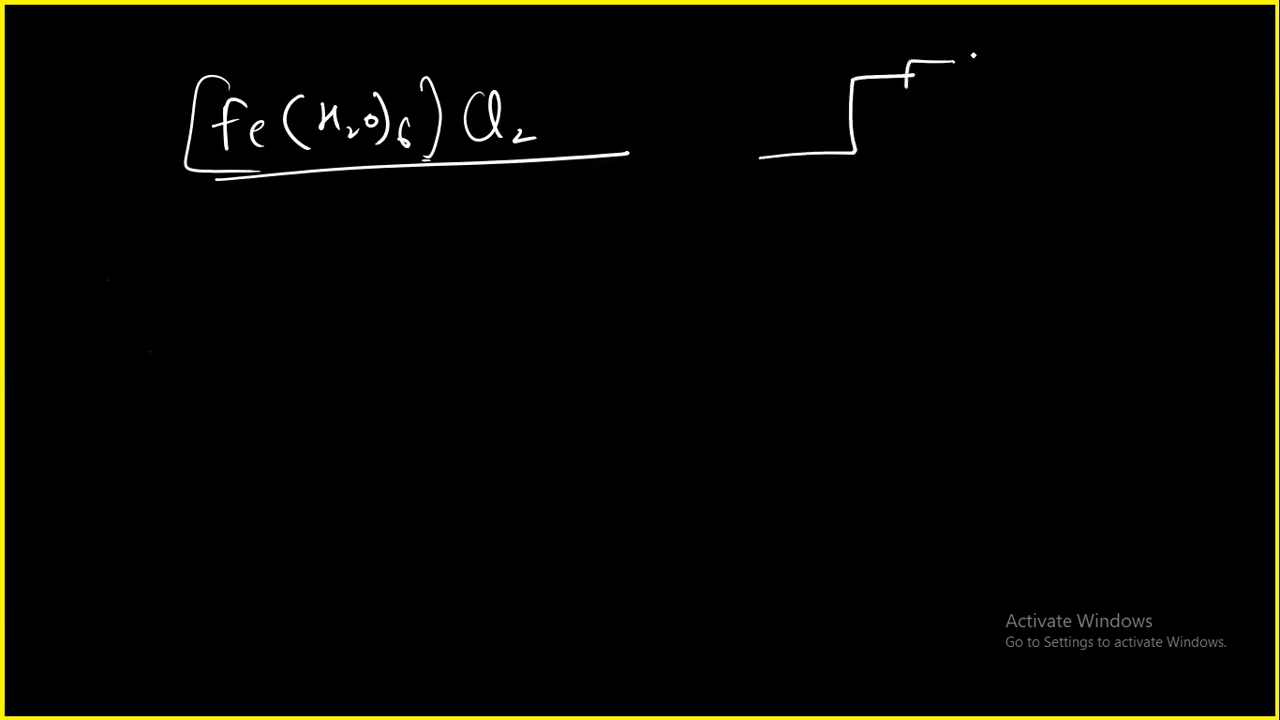 [Fe(H₂O)₆]Cl₂
Activate Windows
Go to Settings to activate Windows.